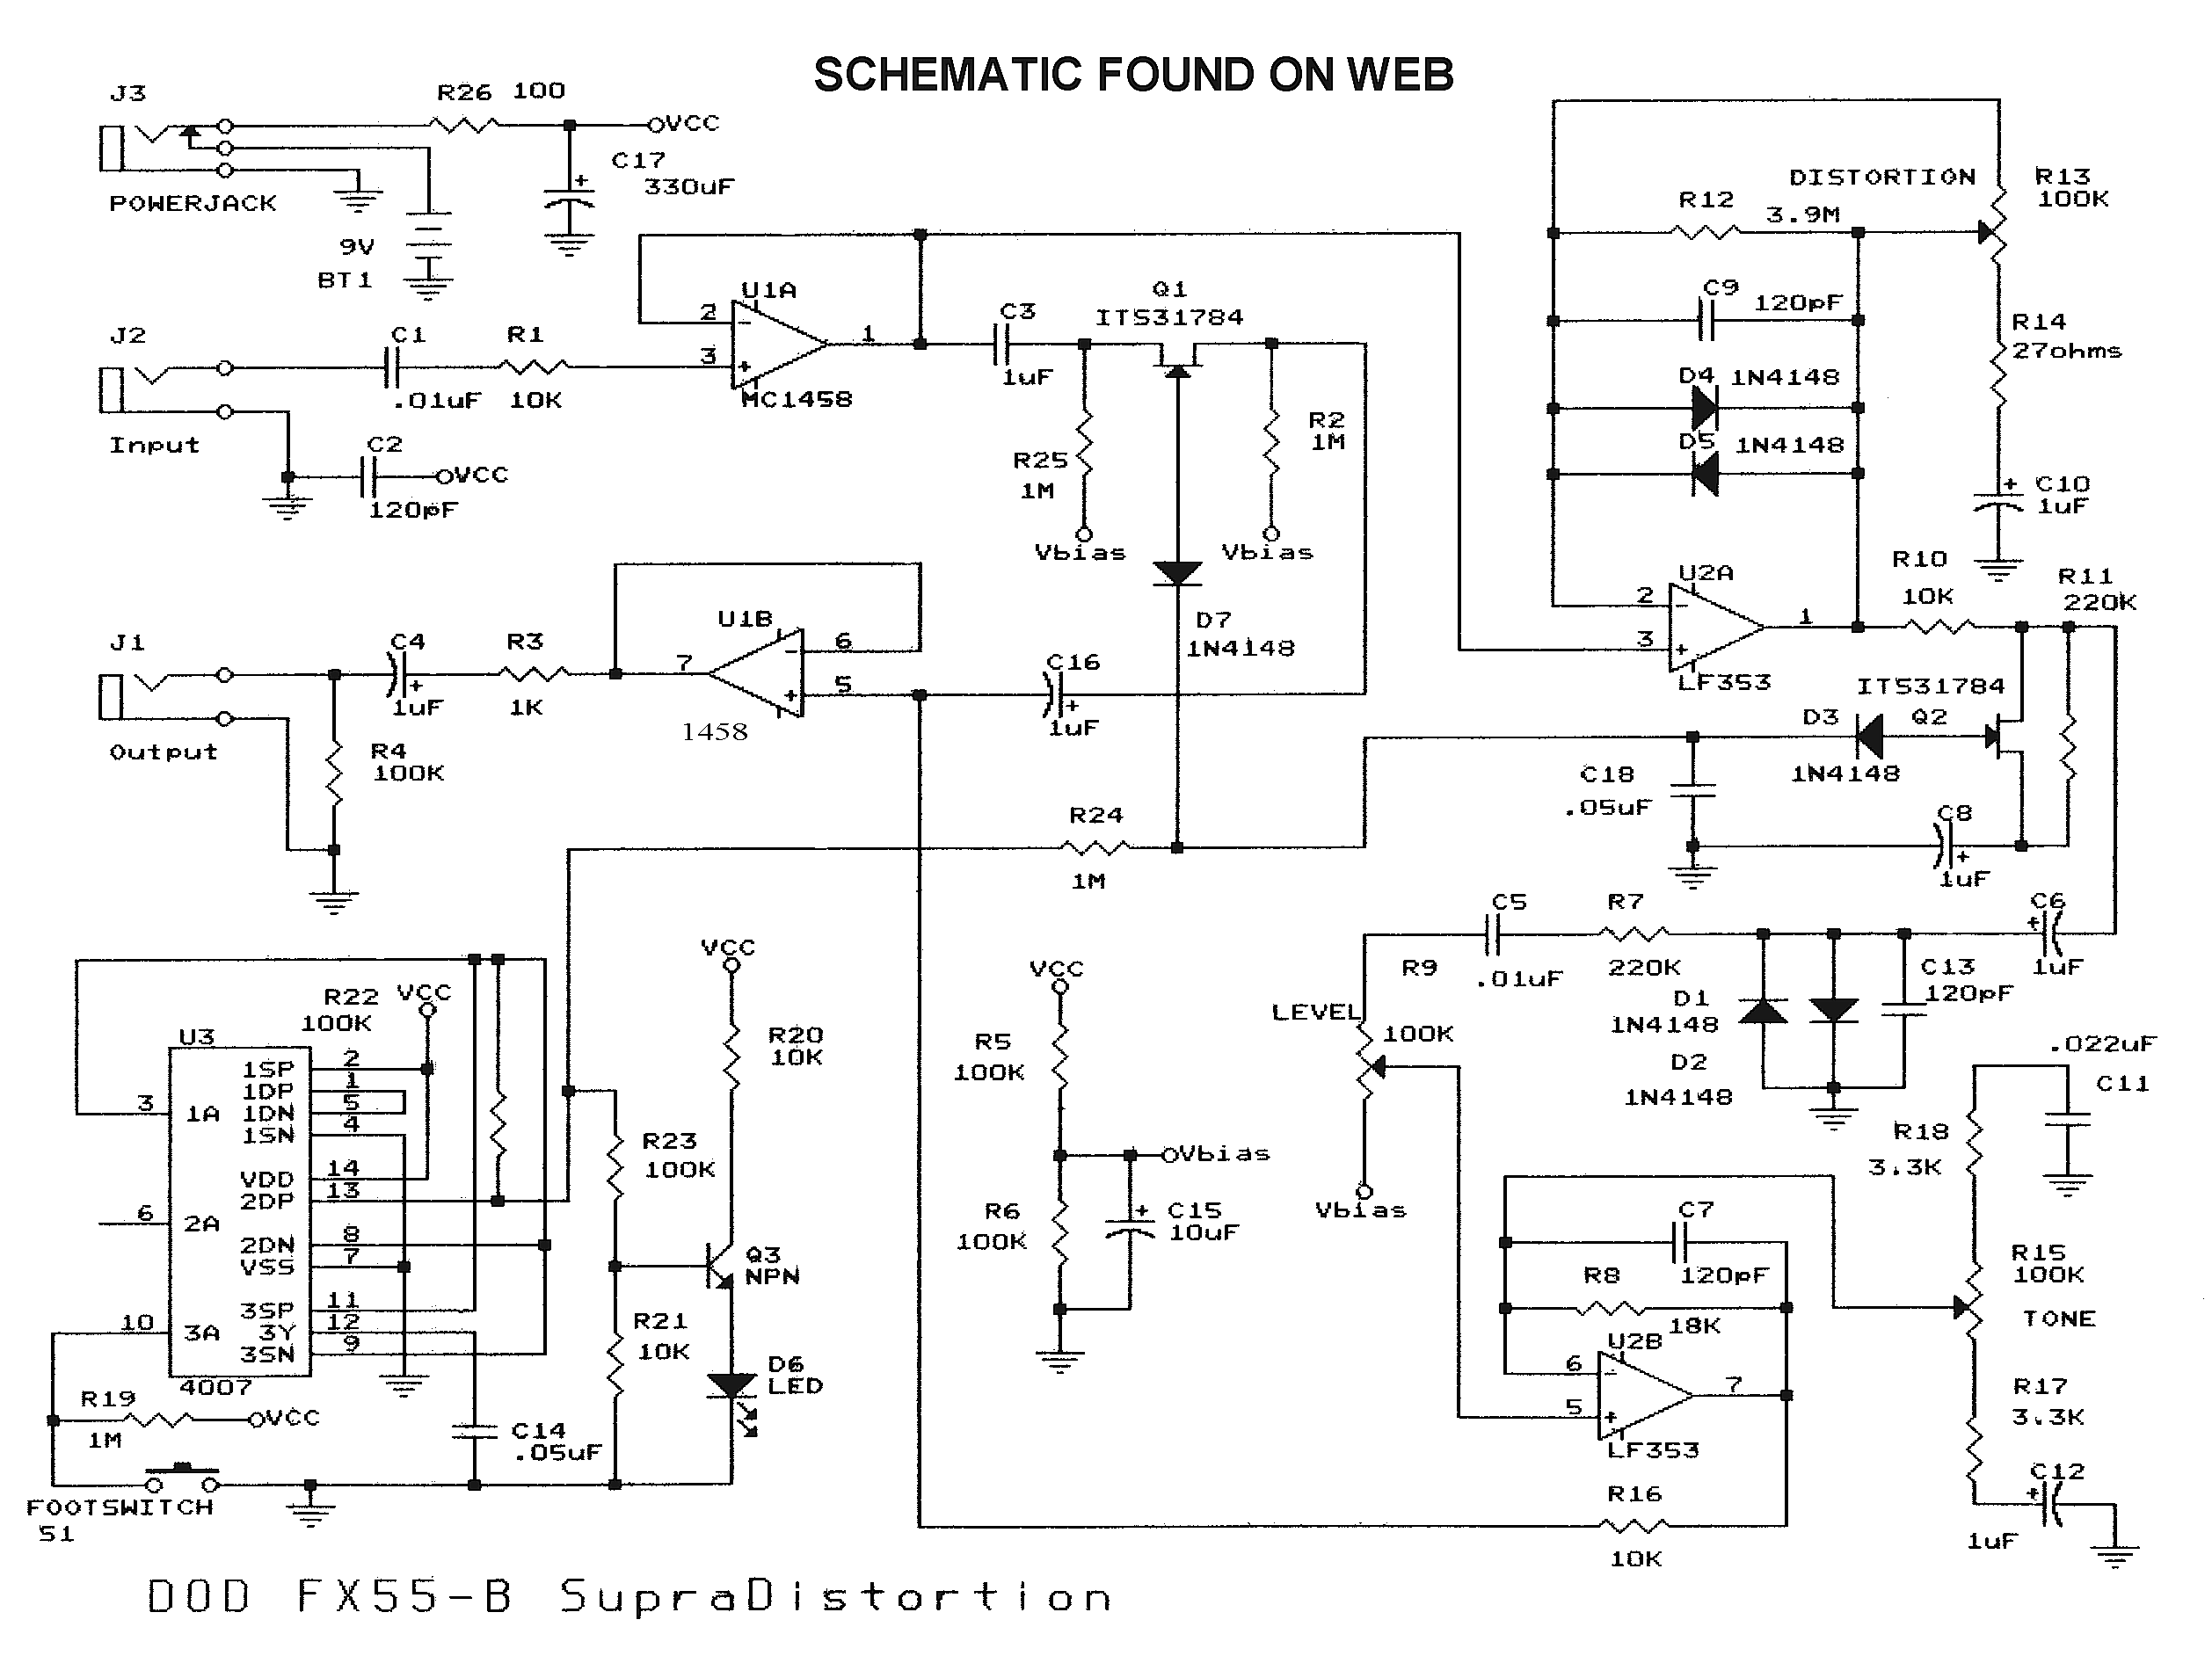 SCHEMATIC FOUND ON WEB
J3
R26 100
VCC
C17
330uF
POWERJACK
9V
BT1
DISTORTION
R13
100K
R12
3.9M
C9
120pF
R14
27ohms
D4 1N4148
D5 1N4148
C10
1uF
J2
C1
.01uF
R1
10K
Input
C2
120pF
VCC
U1A
2
3
1
-
+
MC1458
C3
1uF
Q1
ITS31784
R25
1M
R2
1M
Vbias
Vbias
D7
1N4148
U2A
2
3
1
-
+
LF353
R10
10K
R11
220K
J1
C4
+
1uF
R3
1K
Output
R4
100K
U1B
7
6
5
-
+
1458
C16
+
1uF
ITS31784
D3
Q2
1N4148
C18
.05uF
C8
+
1uF
R24
1M
C5
.01uF
R7
220K
C6
+
1uF
R9
LEVEL
100K
Vbias
D1
1N4148
D2
1N4148
C13
120pF
.022uF
C11
R18
3.3K
R15
100K
TONE
R17
3.3K
C12
+
1uF
VCC
R5
100K
Vbias
R6
100K
C15
+
10uF
C7
120pF
R8
18K
U2B
6
5
7
-
+
LF353
R16
10K
VCC
R20
10K
R23
100K
Q3
NPN
R21
10K
D6
LED
R22
100K
VCC
U3
1SP 2
1DP 1
3 1A
1DN 5
1SN 4
VDD 14
2DP 13
6 2A
2DN 8
VSS 7
3SP 11
10 3A
3Y 12
3SN 9
4007
R19
1M
VCC
C14
.05uF
FOOTSWITCH
S1
DOD FX55-B SupraDistortion